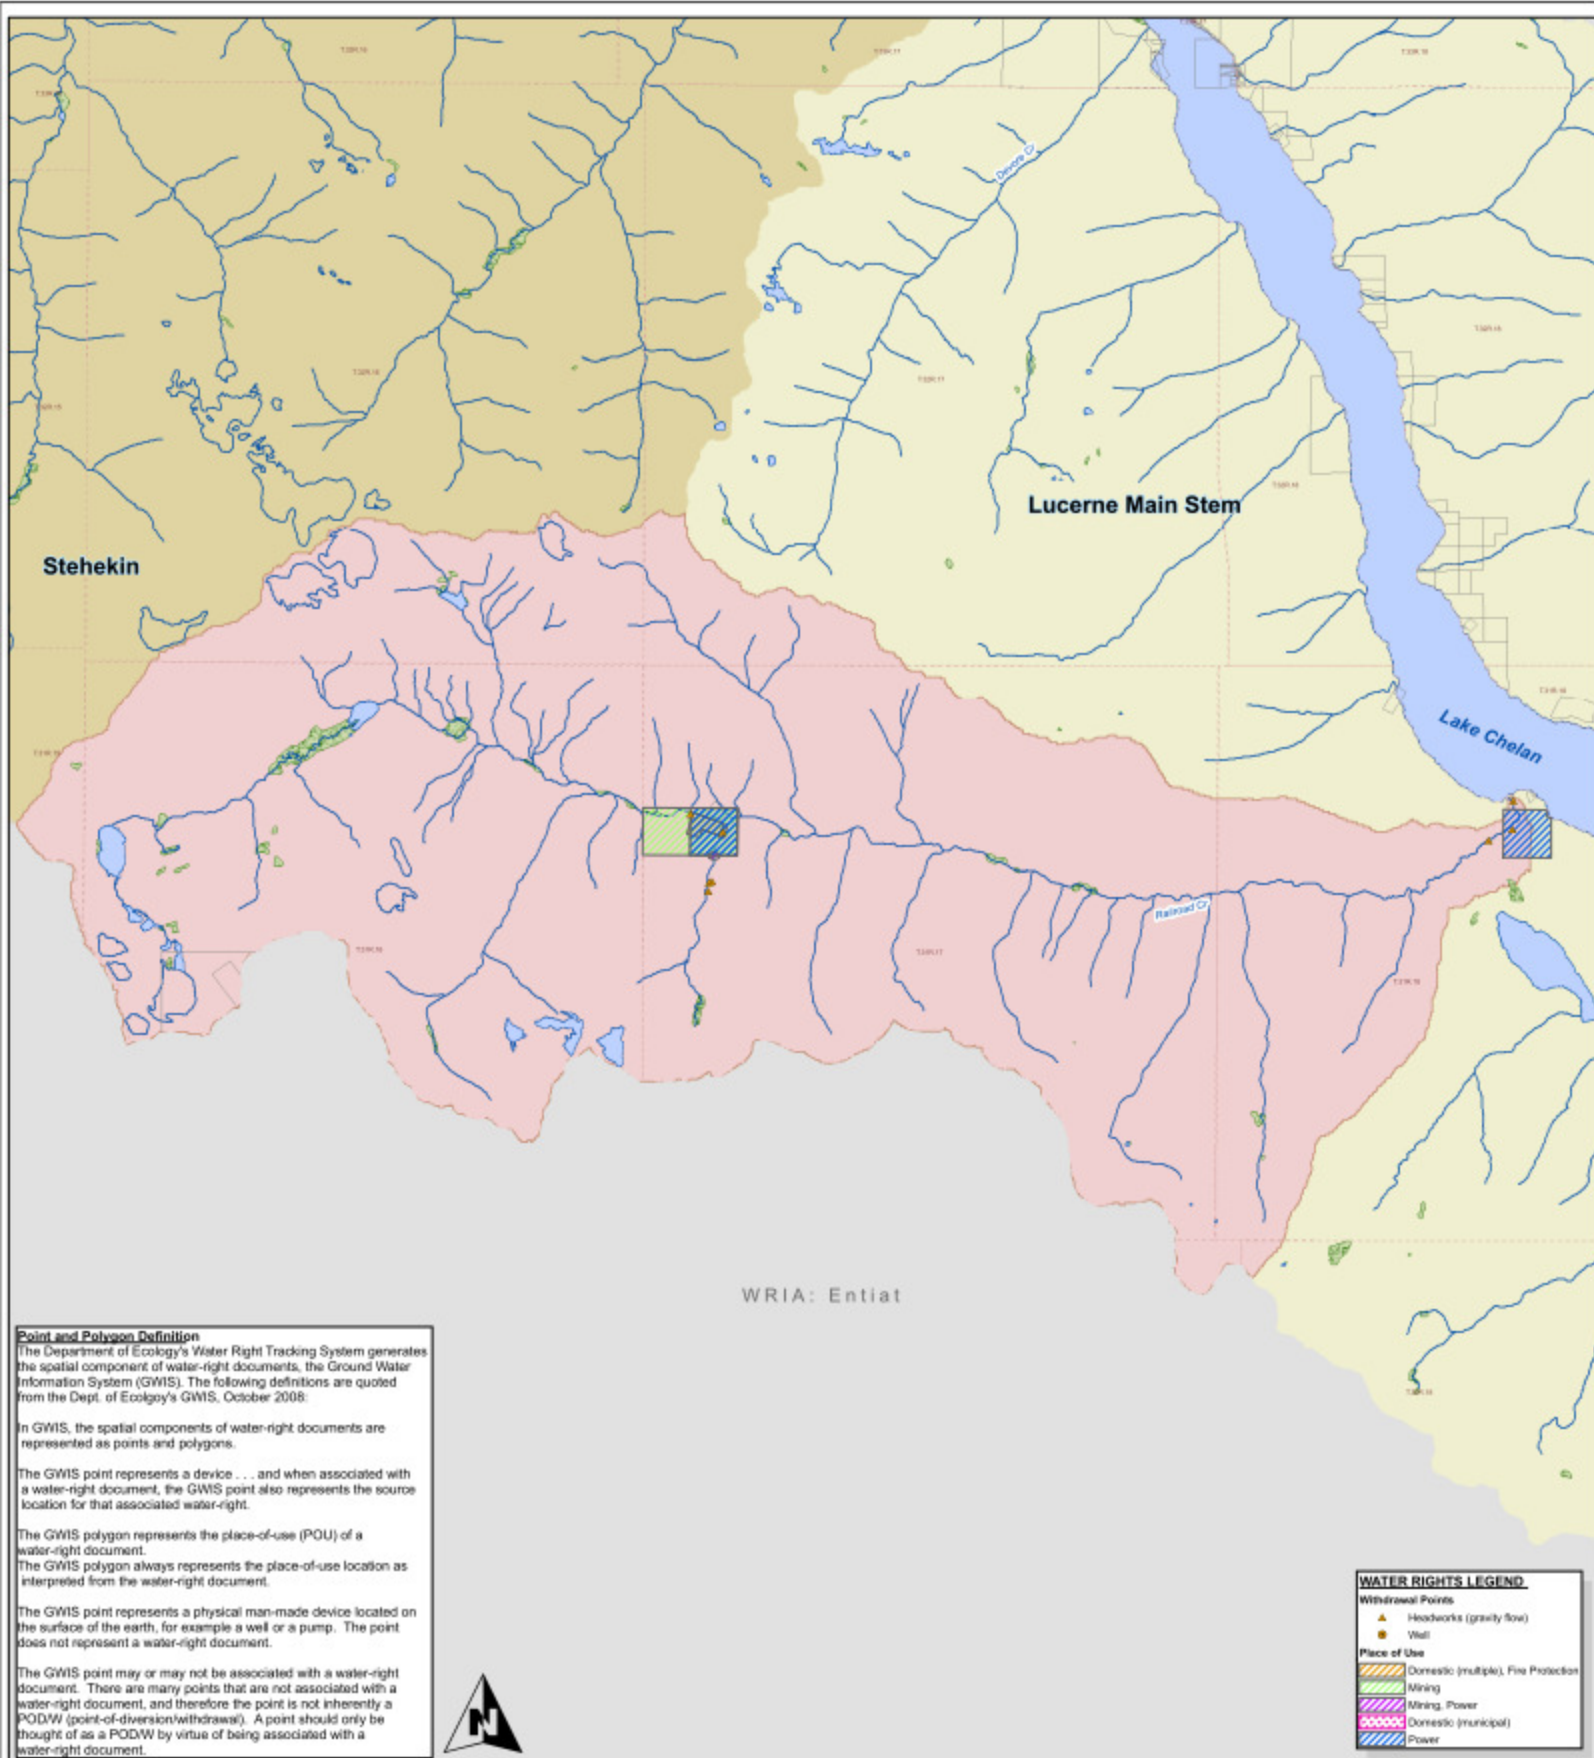 Devore Cr
Lucerne Main Stem
Stehekin
Lake Chelan
Railroad Cr
WRIA: Entiat
Point and Polygon Definition
The Department of Ecology's Water Right Tracking System generates
the spatial component of water-right documents, the Ground Water
Information System (GWIS). The following definitions are quoted
from the Dept. of Ecolgoy's GWIS, October 2008:
In GWIS, the spatial components of water-right documents are
represented as points and polygons.
The GWIS point represents a device . . . and when associated with
a water-right document, the GWIS point also represents the source
location for that associated water-right.
The GWIS polygon represents the place-of-use (POU) of a
water-right document.
The GWIS polygon always represents the place-of-use location as
interpreted from the water-right document.
The GWIS point represents a physical man-made device located on
the surface of the earth, for example a well or a pump. The point
does not represent a water-right document.
The GWIS point may or may not be associated with a water-right
document. There are many points that are not associated with a
water-right document, and therefore the point is not inherently a
POD/W (point-of-diversion/withdrawal). A point should only be
thought of as a POD/W by virtue of being associated with a
water-right document.
N
WATER RIGHTS LEGEND
Withdrawal Points
Headworks (gravity flow)
Well
Place of Use
Domestic (multiple), Fire Protection
Mining
Mining, Power
Domestic (municipal)
Power